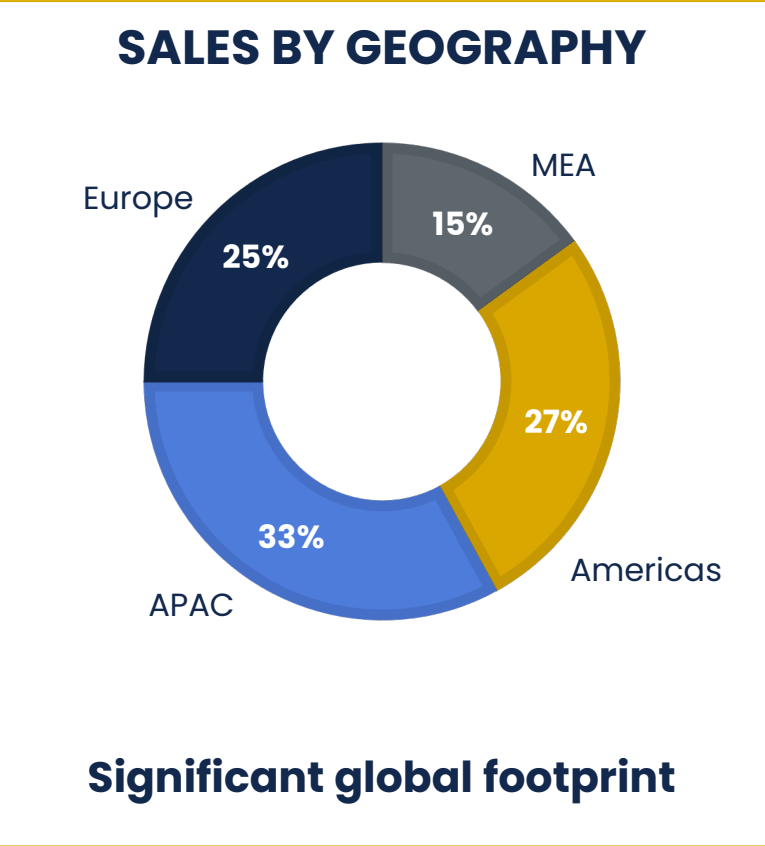 SALES BY GEOGRAPHY
MEA
Europe
15%
25%
27%
33%
Americas
APAC
Significant global footprint